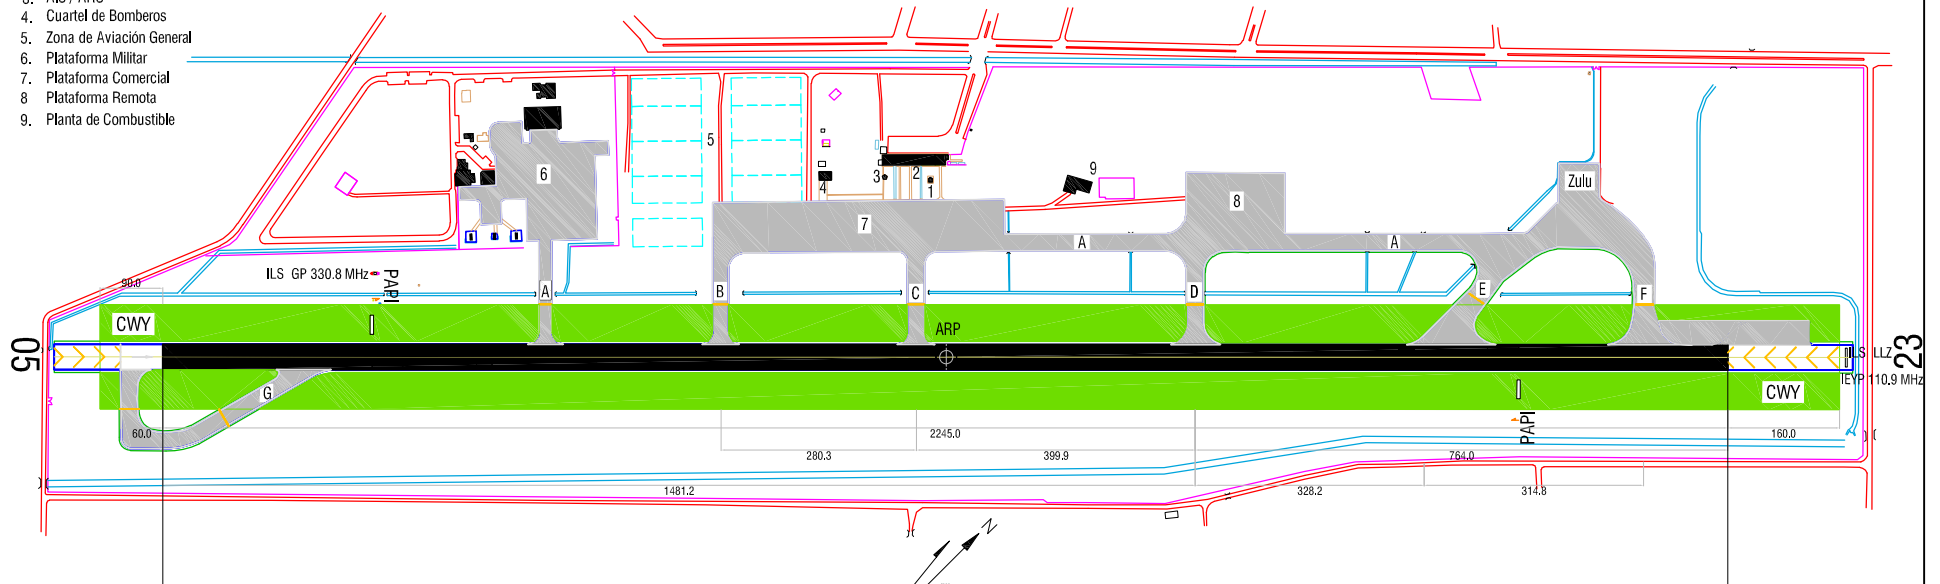 4. Cuartel de Bomberos
5. Zona de Aviación General
6. Plataforma Militar
7. Plataforma Comercial
8 Plataforma Remota
9. Planta de Combustible
5
6
4
3
2
1
9
8
7
Zulu
A
A
ILS GP 330.8 MHz
PAPI
90.0
A
B
C
D
E
F
CWY
ARP
05
23
ILS LLZ
IEYP 110.9 MHz
G
CWY
PAPI
60.0
2245.0
160.0
280.3
399.9
764.0
1481.2
328.2
314.8
N